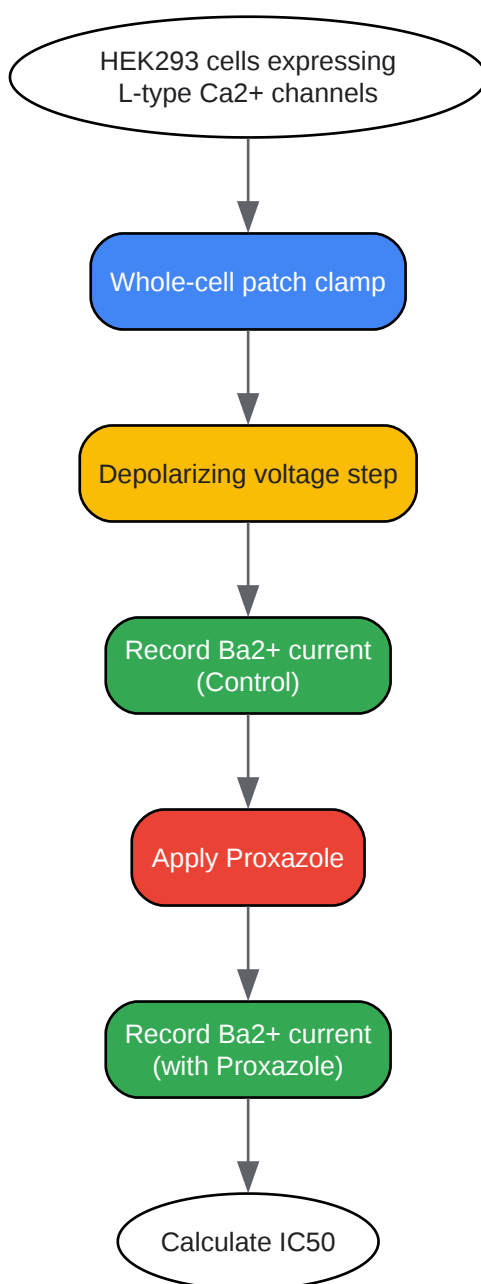 HEK293 cells expressing
L-type Ca2+ channels
Whole-cell patch clamp
Depolarizing voltage step
Record Ba2+ current
(Control)
Apply Proxazole
Record Ba2+ current
(with Proxazole)
Calculate IC50